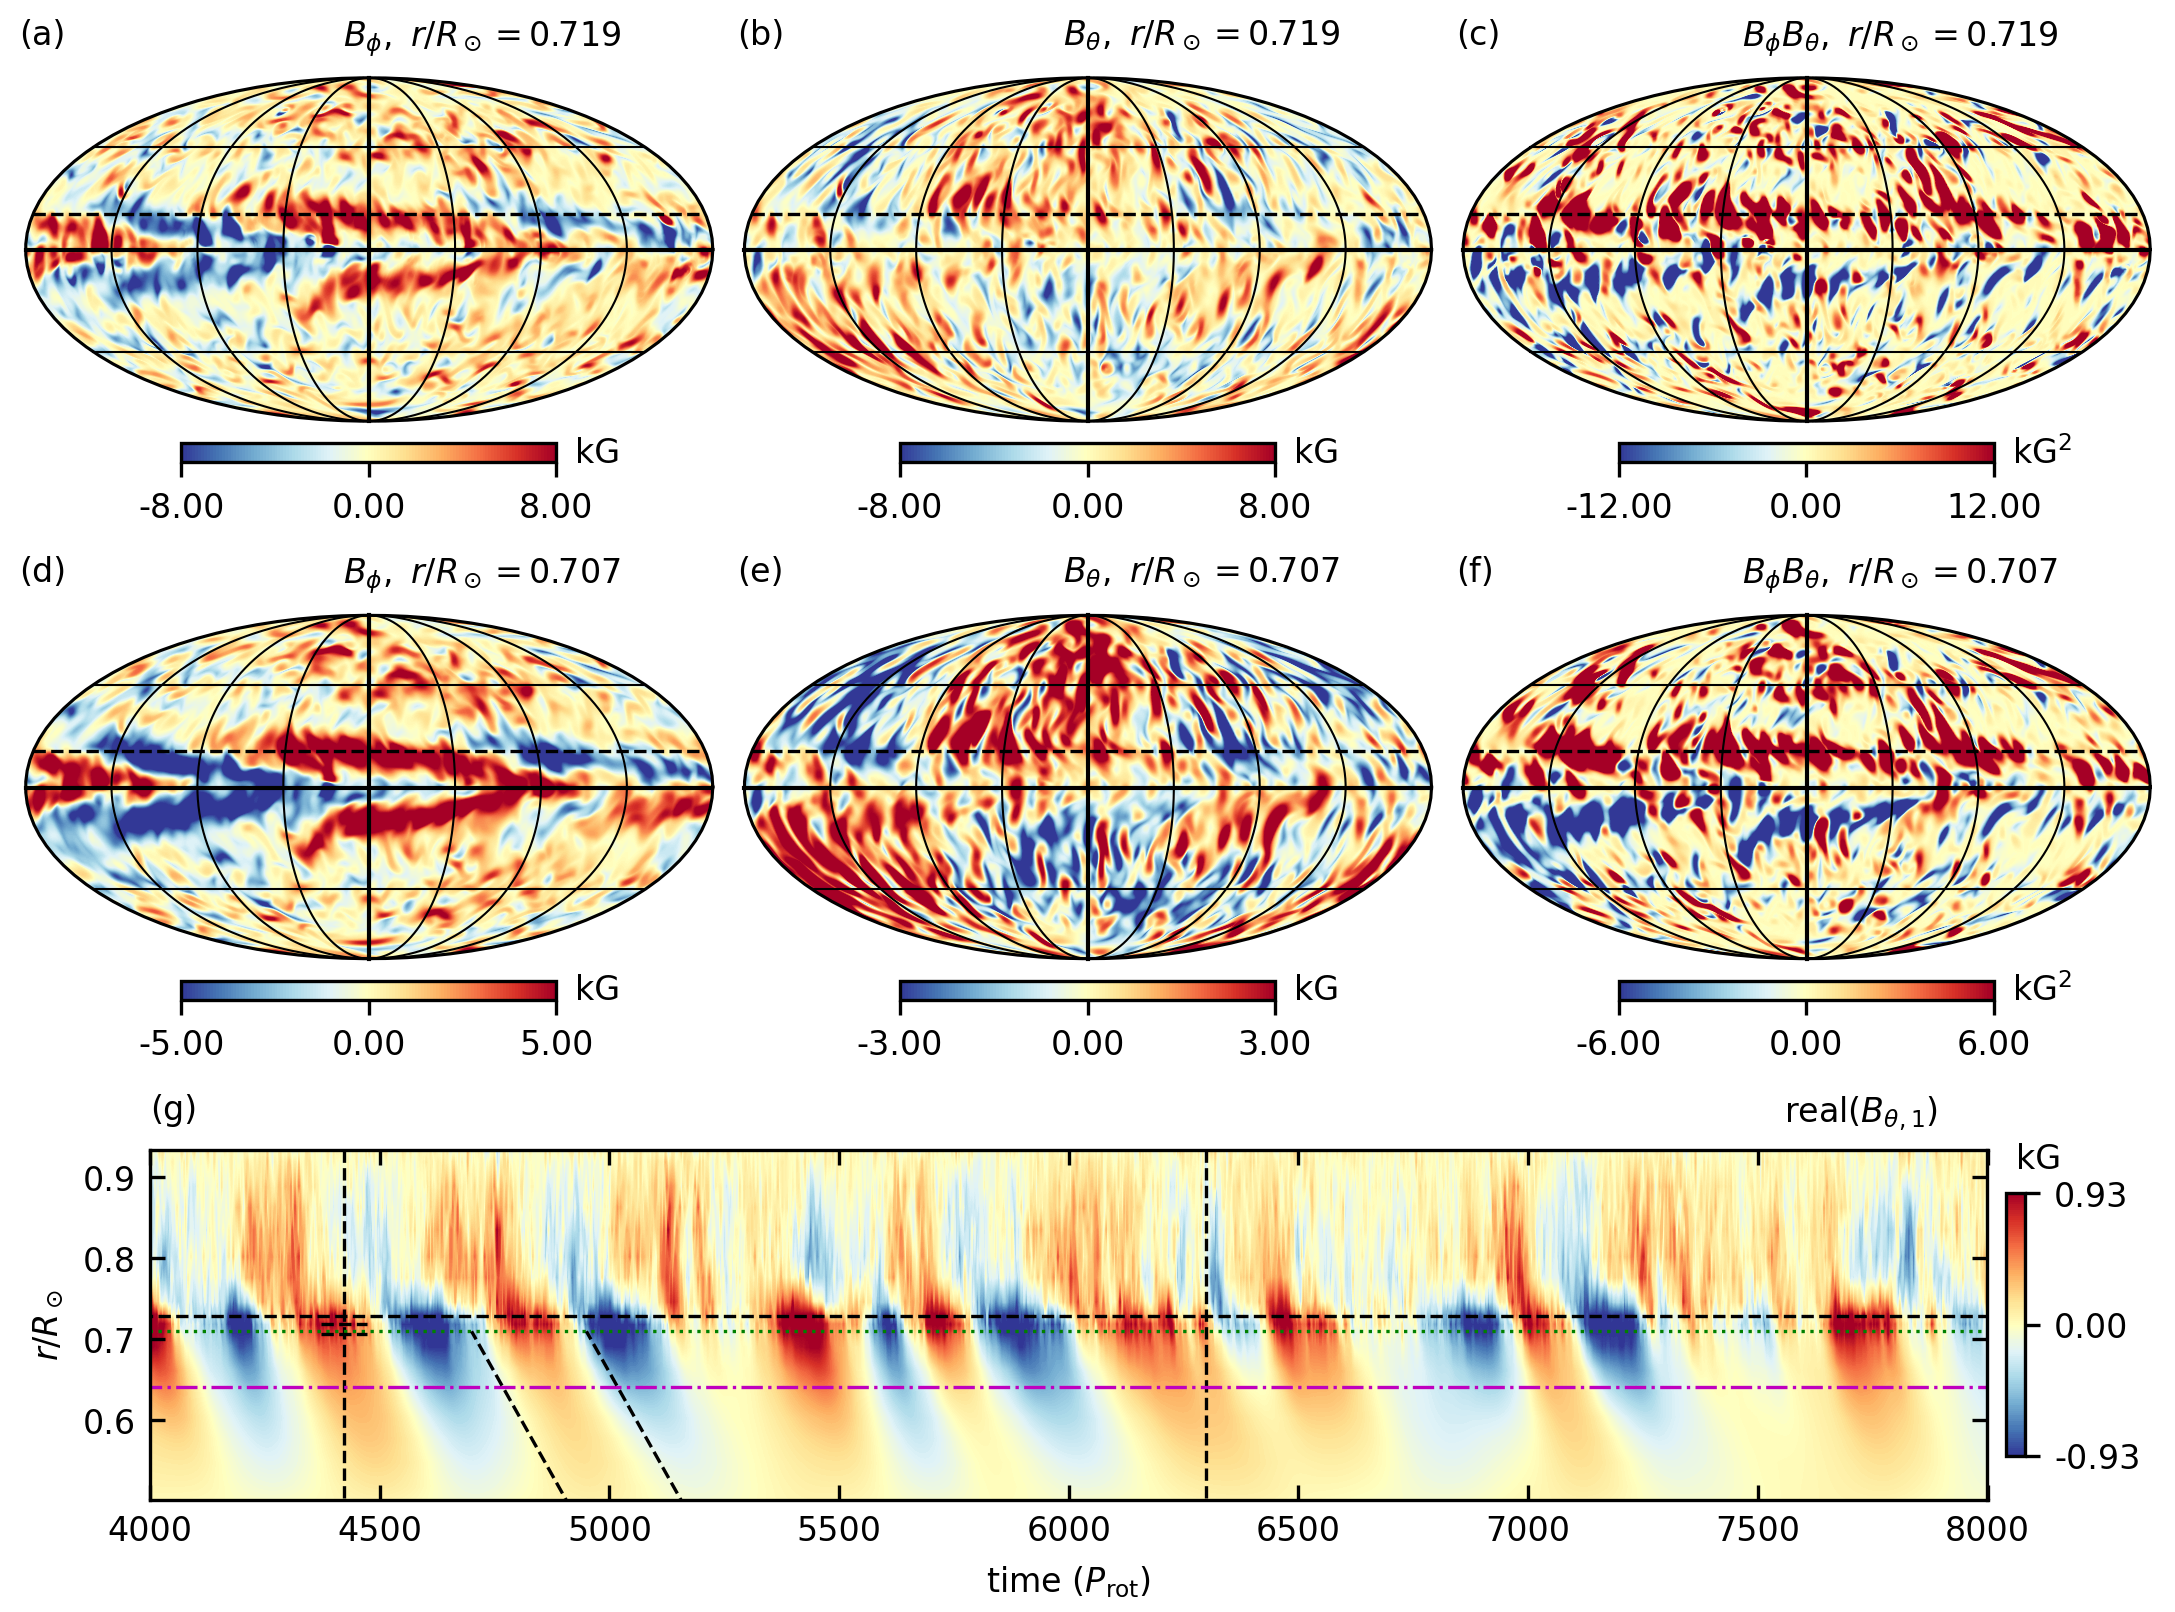 (a) Bϕ, r/R⊙ = 0.719
(b) Bθ, r/R⊙ = 0.719
(c) BϕBθ, r/R⊙ = 0.719
kG
-8.00 0.00 8.00
kG
-8.00 0.00 8.00
kG²
-12.00 0.00 12.00
(d) Bϕ, r/R⊙ = 0.707
(e) Bθ, r/R⊙ = 0.707
(f) BϕBθ, r/R⊙ = 0.707
kG
-5.00 0.00 5.00
kG
-3.00 0.00 3.00
kG²
-6.00 0.00 6.00
(g)
real(Bθ,1)
kG
0.93
0.00
-0.93
r/R⊙
0.9
0.8
0.7
0.6
4000 4500 5000 5500 6000 6500 7000 7500 8000
time (Prot)